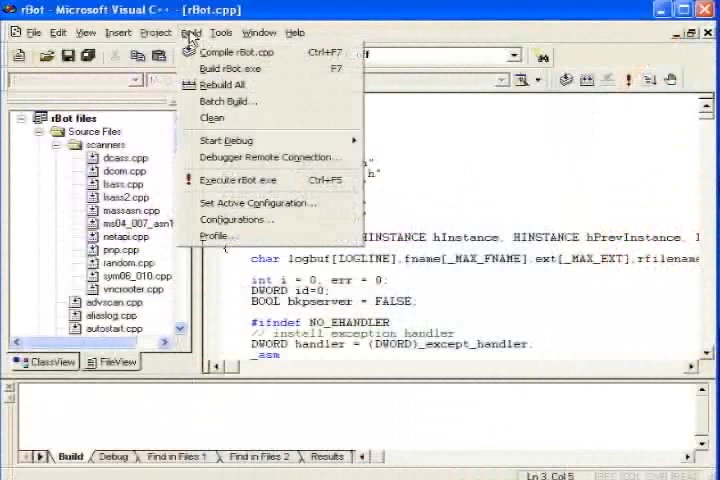 rBot - Microsoft Visual C++ - [rBot.cpp]
File Edit View Insert Project Build Tools Window Help
Compile rBot.cpp Ctrl+F7
Build rBot.exe F7
Rebuild All
Batch Build...
Clean
Start Debug
Debugger Remote Connection...
Execute rBot.exe Ctrl+F5
Set Active Configuration...
Configurations...
Profile...
rBot files
Source Files
scanners
dcass.cpp
dcom.cpp
lsass.cpp
lsass2.cpp
massasn.cpp
ms04_007_asn1
netapi.cpp
pnp.cpp
random.cpp
sym06_010.cpp
vncrooter.cpp
advscan.cpp
aliaslog.cpp
autostart.cpp
ClassView FileView
h"
HINSTANCE hInstance, HINSTANCE hPrevInstance,
{
char logbuf[LOGLINE],fname[_MAX_FNAME],ext[_MAX_EXT],rfilename
int i = 0, err = 0;
DWORD id=0;
BOOL bkpserver = FALSE;
#ifndef NO_EHANDLER
// install exception handler
DWORD handler = (DWORD)_except_handler;
_asm
Build Debug Find in Files 1 Find in Files 2 Results
Ln 3, Col 5
REC COL OVR READ